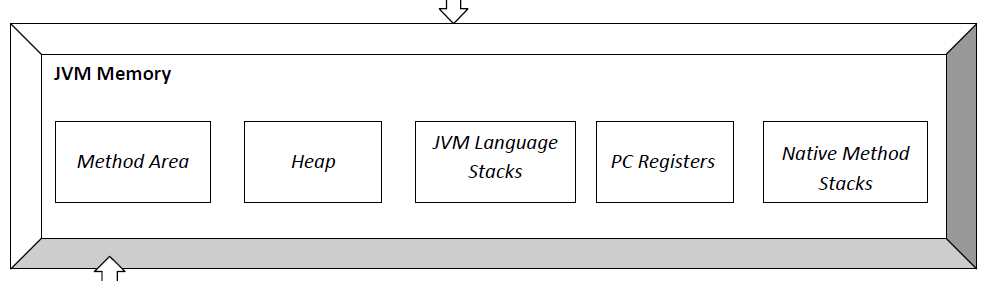 JVM Memory
Method Area
Heap
JVM Language
Stacks
PC Registers
Native Method
Stacks